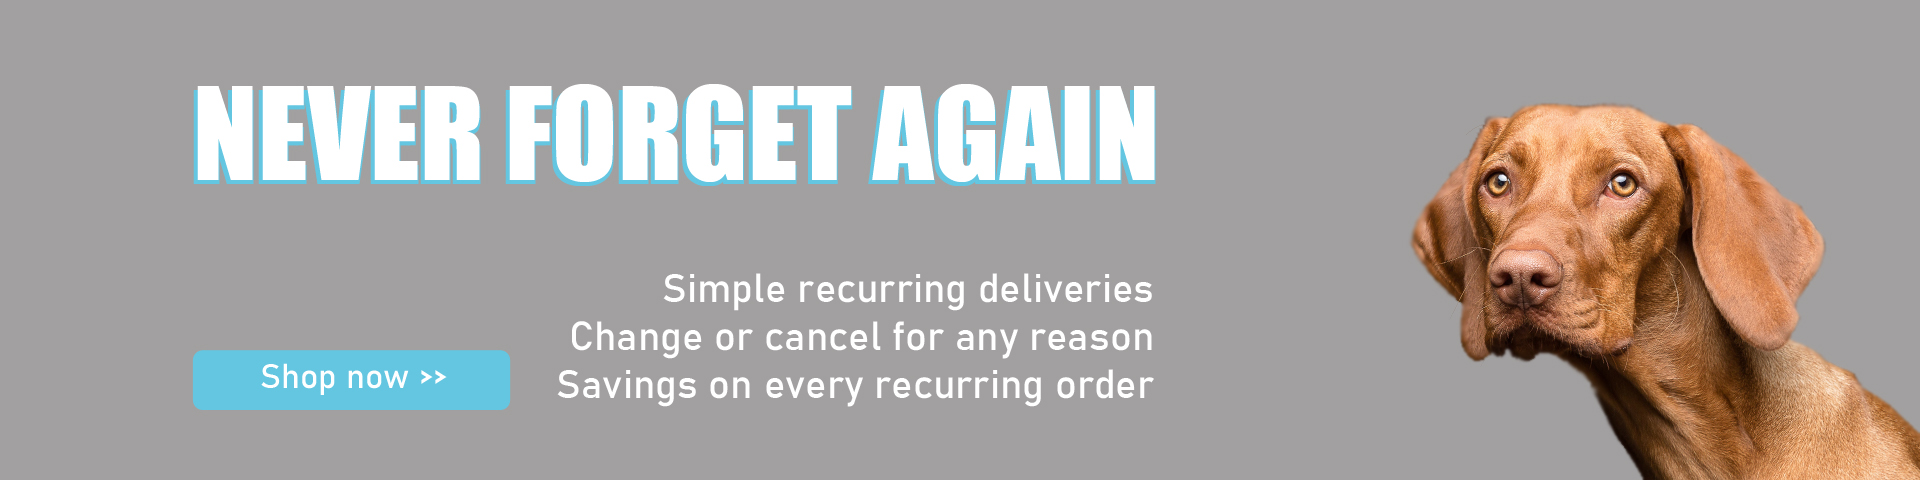 NEVER FORGET AGAIN
Simple recurring deliveries
Change or cancel for any reason
Savings on every recurring order
Shop now >>